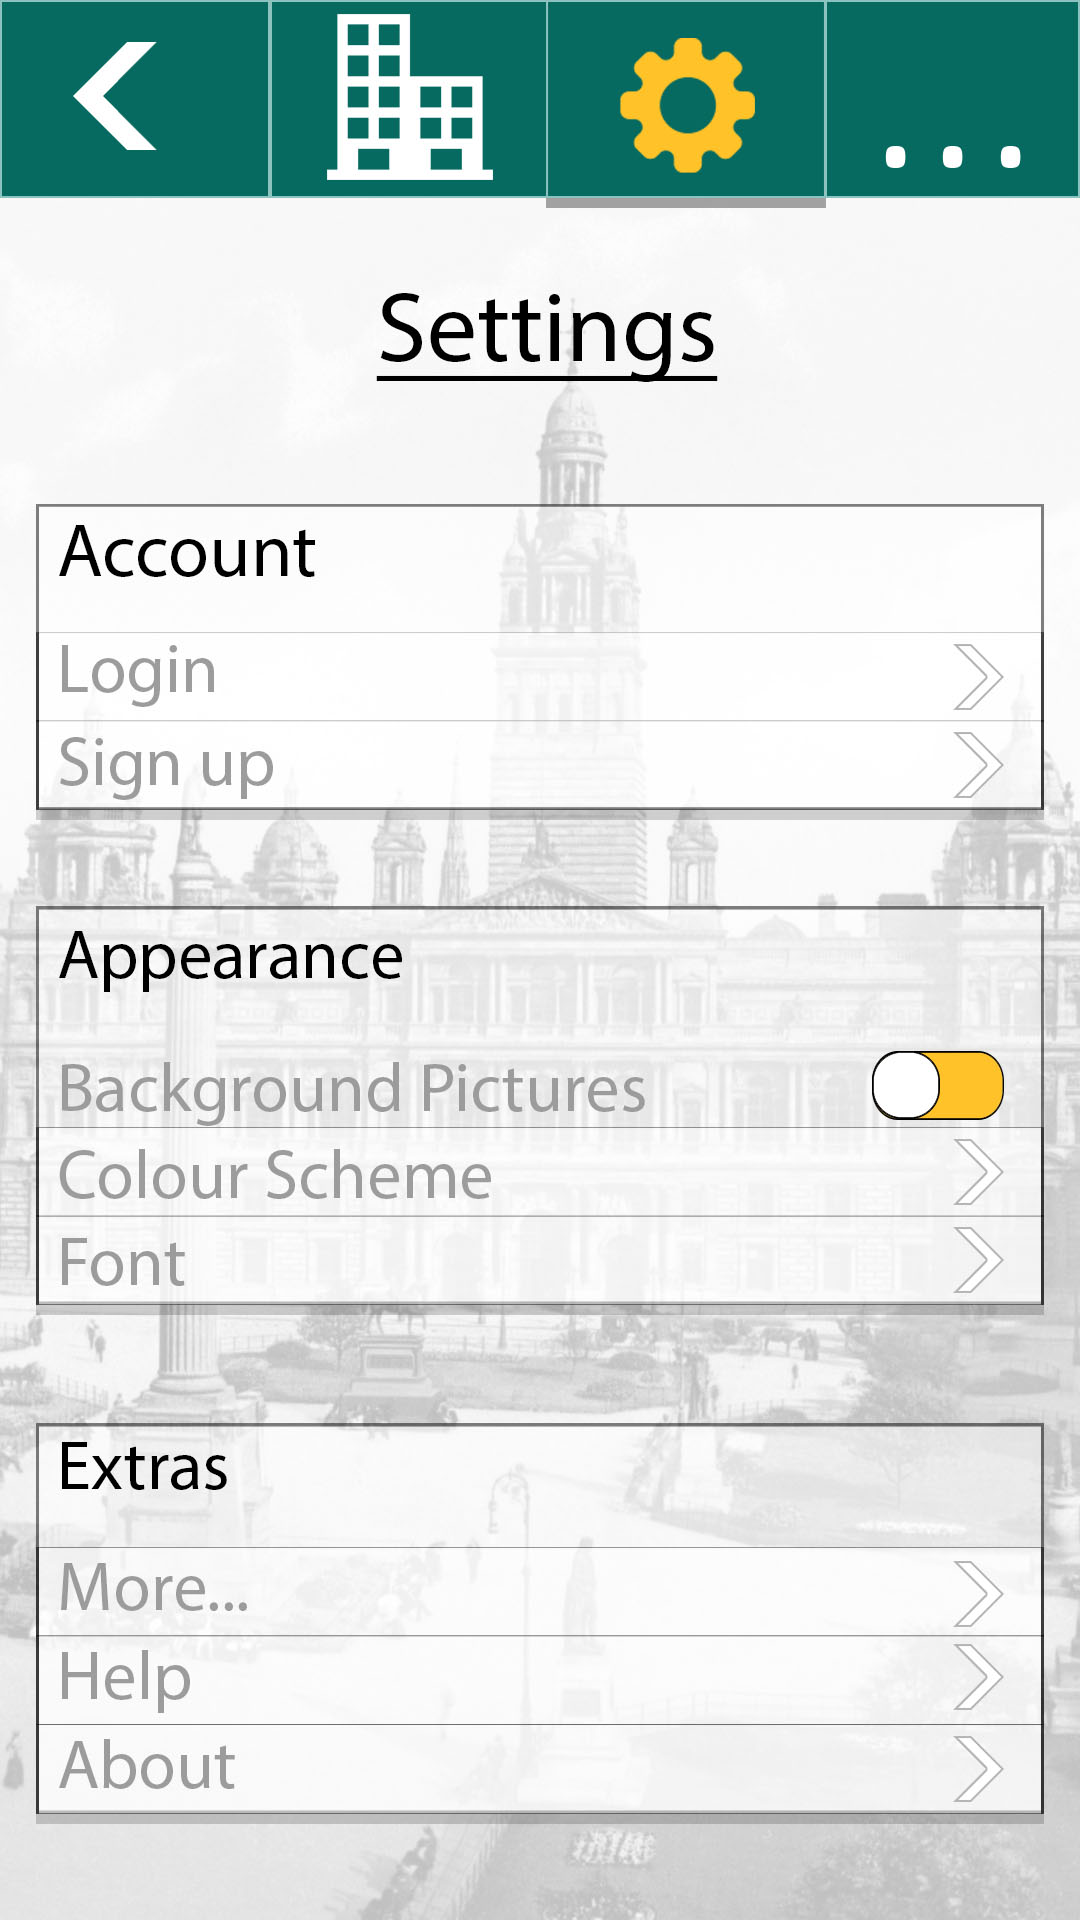 ...
Settings
Account
Login
Sign up
Appearance
Background Pictures
Colour Scheme
Font
Extras
More...
Help
About